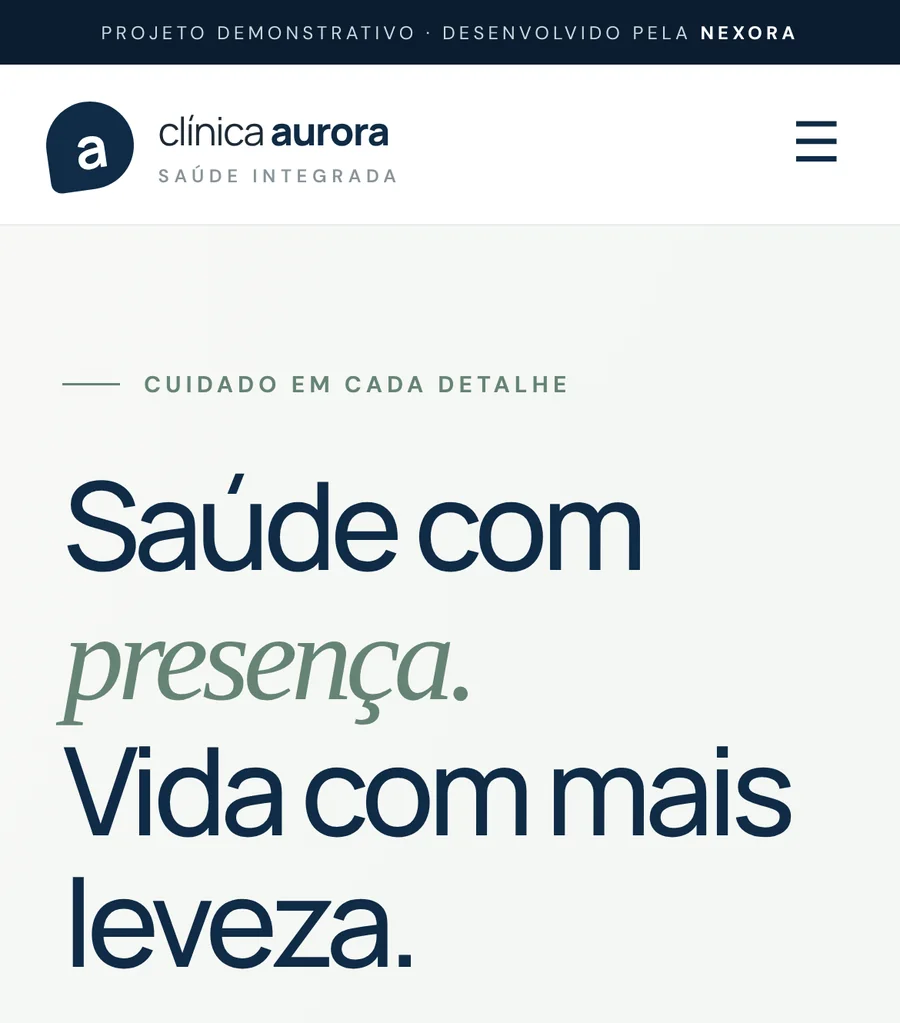 PROJETO DEMONSTRATIVO · DESENVOLVIDO PELA NEXORA
a
clínica aurora
SAÚDE INTEGRADA
CUIDADO EM CADA DETALHE
Saúde com
presença.
Vida com mais
leveza.